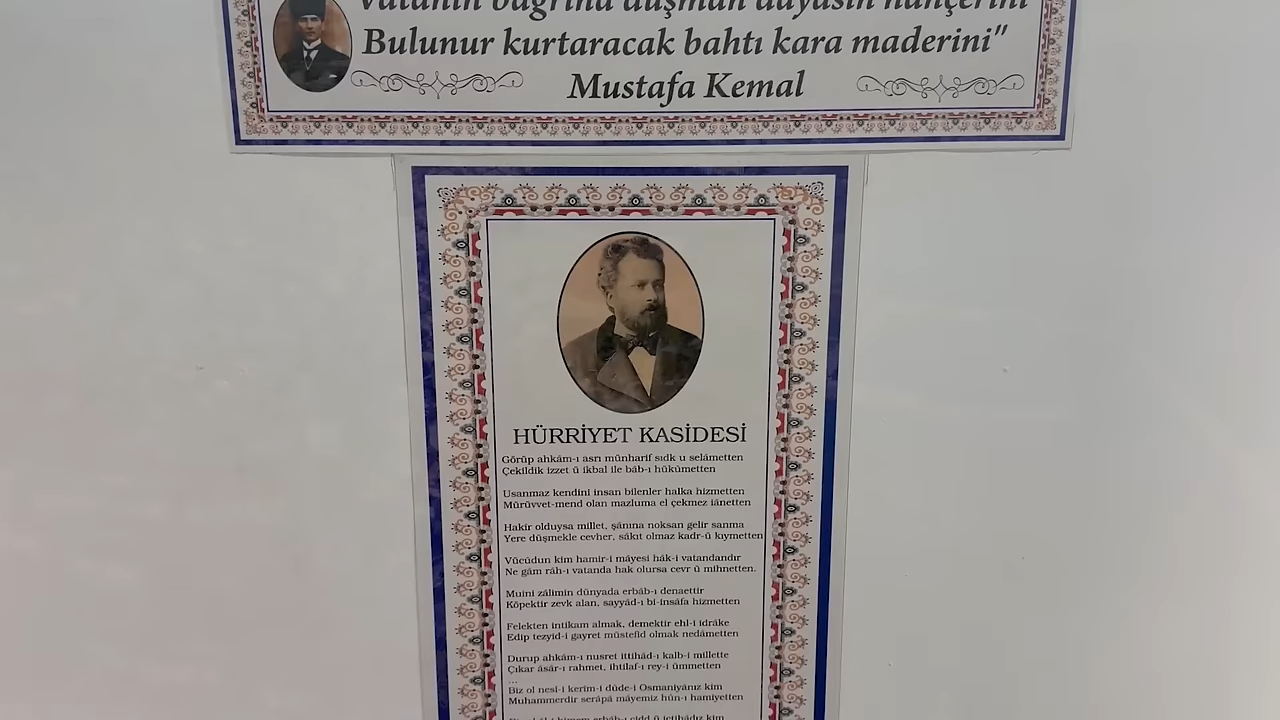 Vatanın bağrına düşman dayasın hançerini
Bulunur kurtaracak bahtı kara maderini"
Mustafa Kemal
HÜRRİYET KASİDESİ
Görüp ahkâm-ı asrı münharif sıdk u selâmetten
Çekildik izzet ü ikbal ile bâb-ı hükûmetten
Usanmaz kendini insan bilenler halka hizmetten
Mürüvvet-mend olan mazluma el çekmez iânetten
Hakir olduysa millet, şânına noksan gelir sanma
Yere düşmekle cevher, sâkıt olmaz kadr-ü kıymetten
Vücûdun kim hamir-i mâyesi hâk-i vatandandır
Ne gâm râh-ı vatanda hak olursa cevr ü mihnetten.
Muini zâlimin dünyada erbâb-ı denaettir
Köpektir zevk alan, sayyâd-ı bi-insâfa hizmetten
Felekten intikam almak, demektir ehl-i idrâke
Edip tezyid-i gayret müstefid olmak nedâmetten
Durup ahkâm-ı nusret ittihâd-ı kalb-i millette
Çıkar âsâr-ı rahmet, ihtilaf-ı rey-i ümmetten
...
Biz ol nesl-i kerim-i dûde-i Osmaniyânız kim
Muhammerdir serâpâ mâyemiz hûn-ı hamiyetten
erbâb-ı cidd ü ictihâdız kim